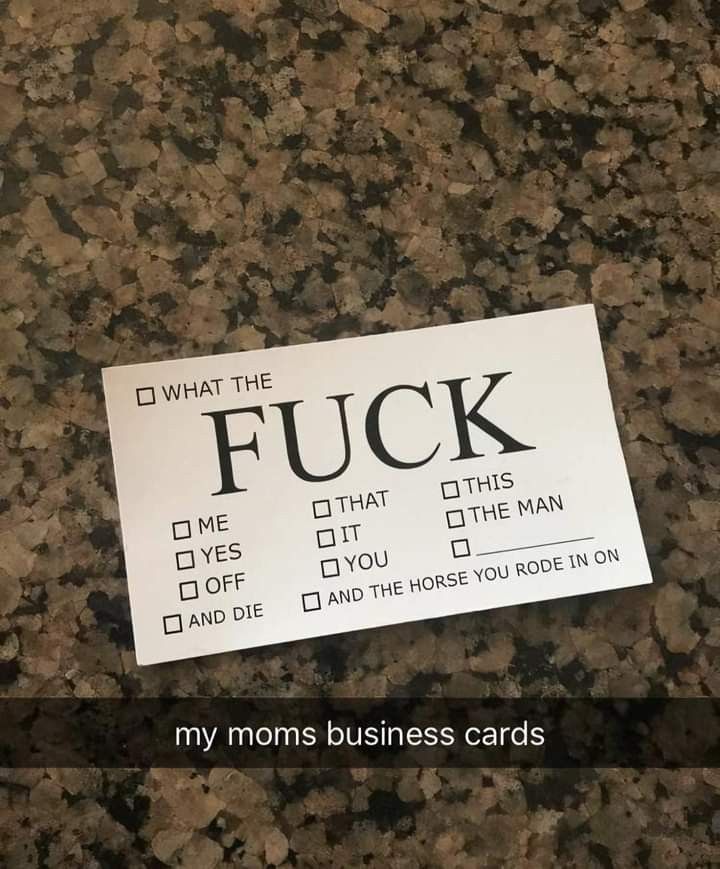 ☐ WHAT THE
FUCK
☐ ME ☐ THAT ☐ THIS
☐ YES ☐ IT ☐ THE MAN
☐ OFF ☐ YOU ☐ ________
☐ AND DIE ☐ AND THE HORSE YOU RODE IN ON
my moms business cards